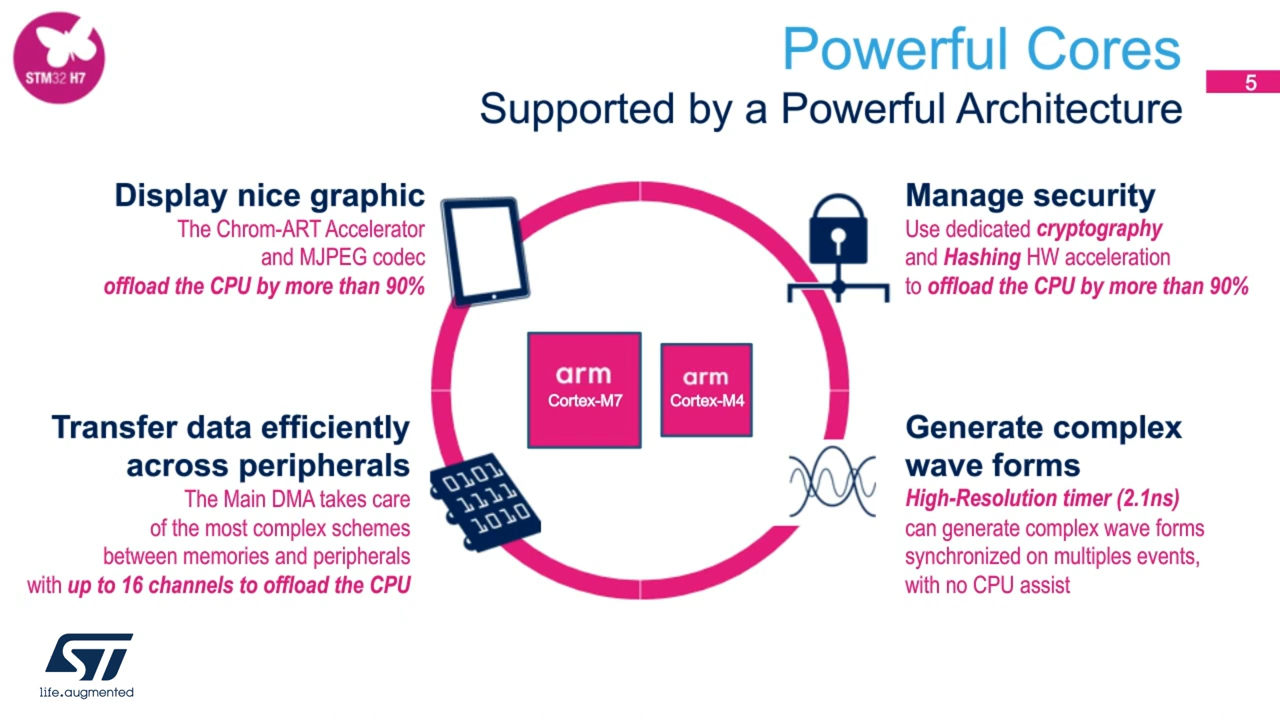 STM32 H7
Powerful Cores
5
Supported by a Powerful Architecture
Display nice graphic
The Chrom-ART Accelerator
and MJPEG codec
offload the CPU by more than 90%
Manage security
Use dedicated cryptography
and Hashing HW acceleration
to offload the CPU by more than 90%
arm
Cortex-M7
arm
Cortex-M4
Transfer data efficiently
across peripherals
The Main DMA takes care
of the most complex schemes
between memories and peripherals
with up to 16 channels to offload the CPU
0101
1111
1010
Generate complex
wave forms
High-Resolution timer (2.1ns)
can generate complex wave forms
synchronized on multiples events,
with no CPU assist
ST
life.augmented